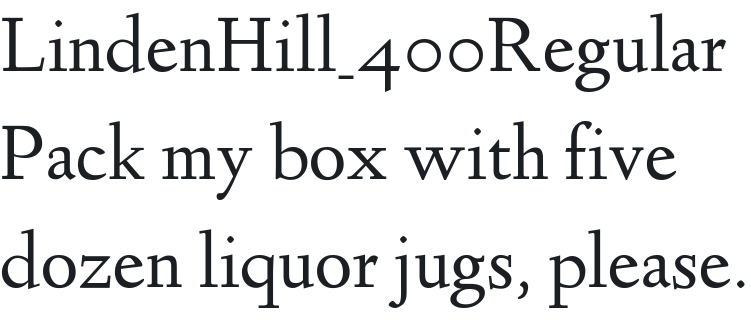 LindenHill_400Regular
Pack my box with five
dozen liquor jugs, please.